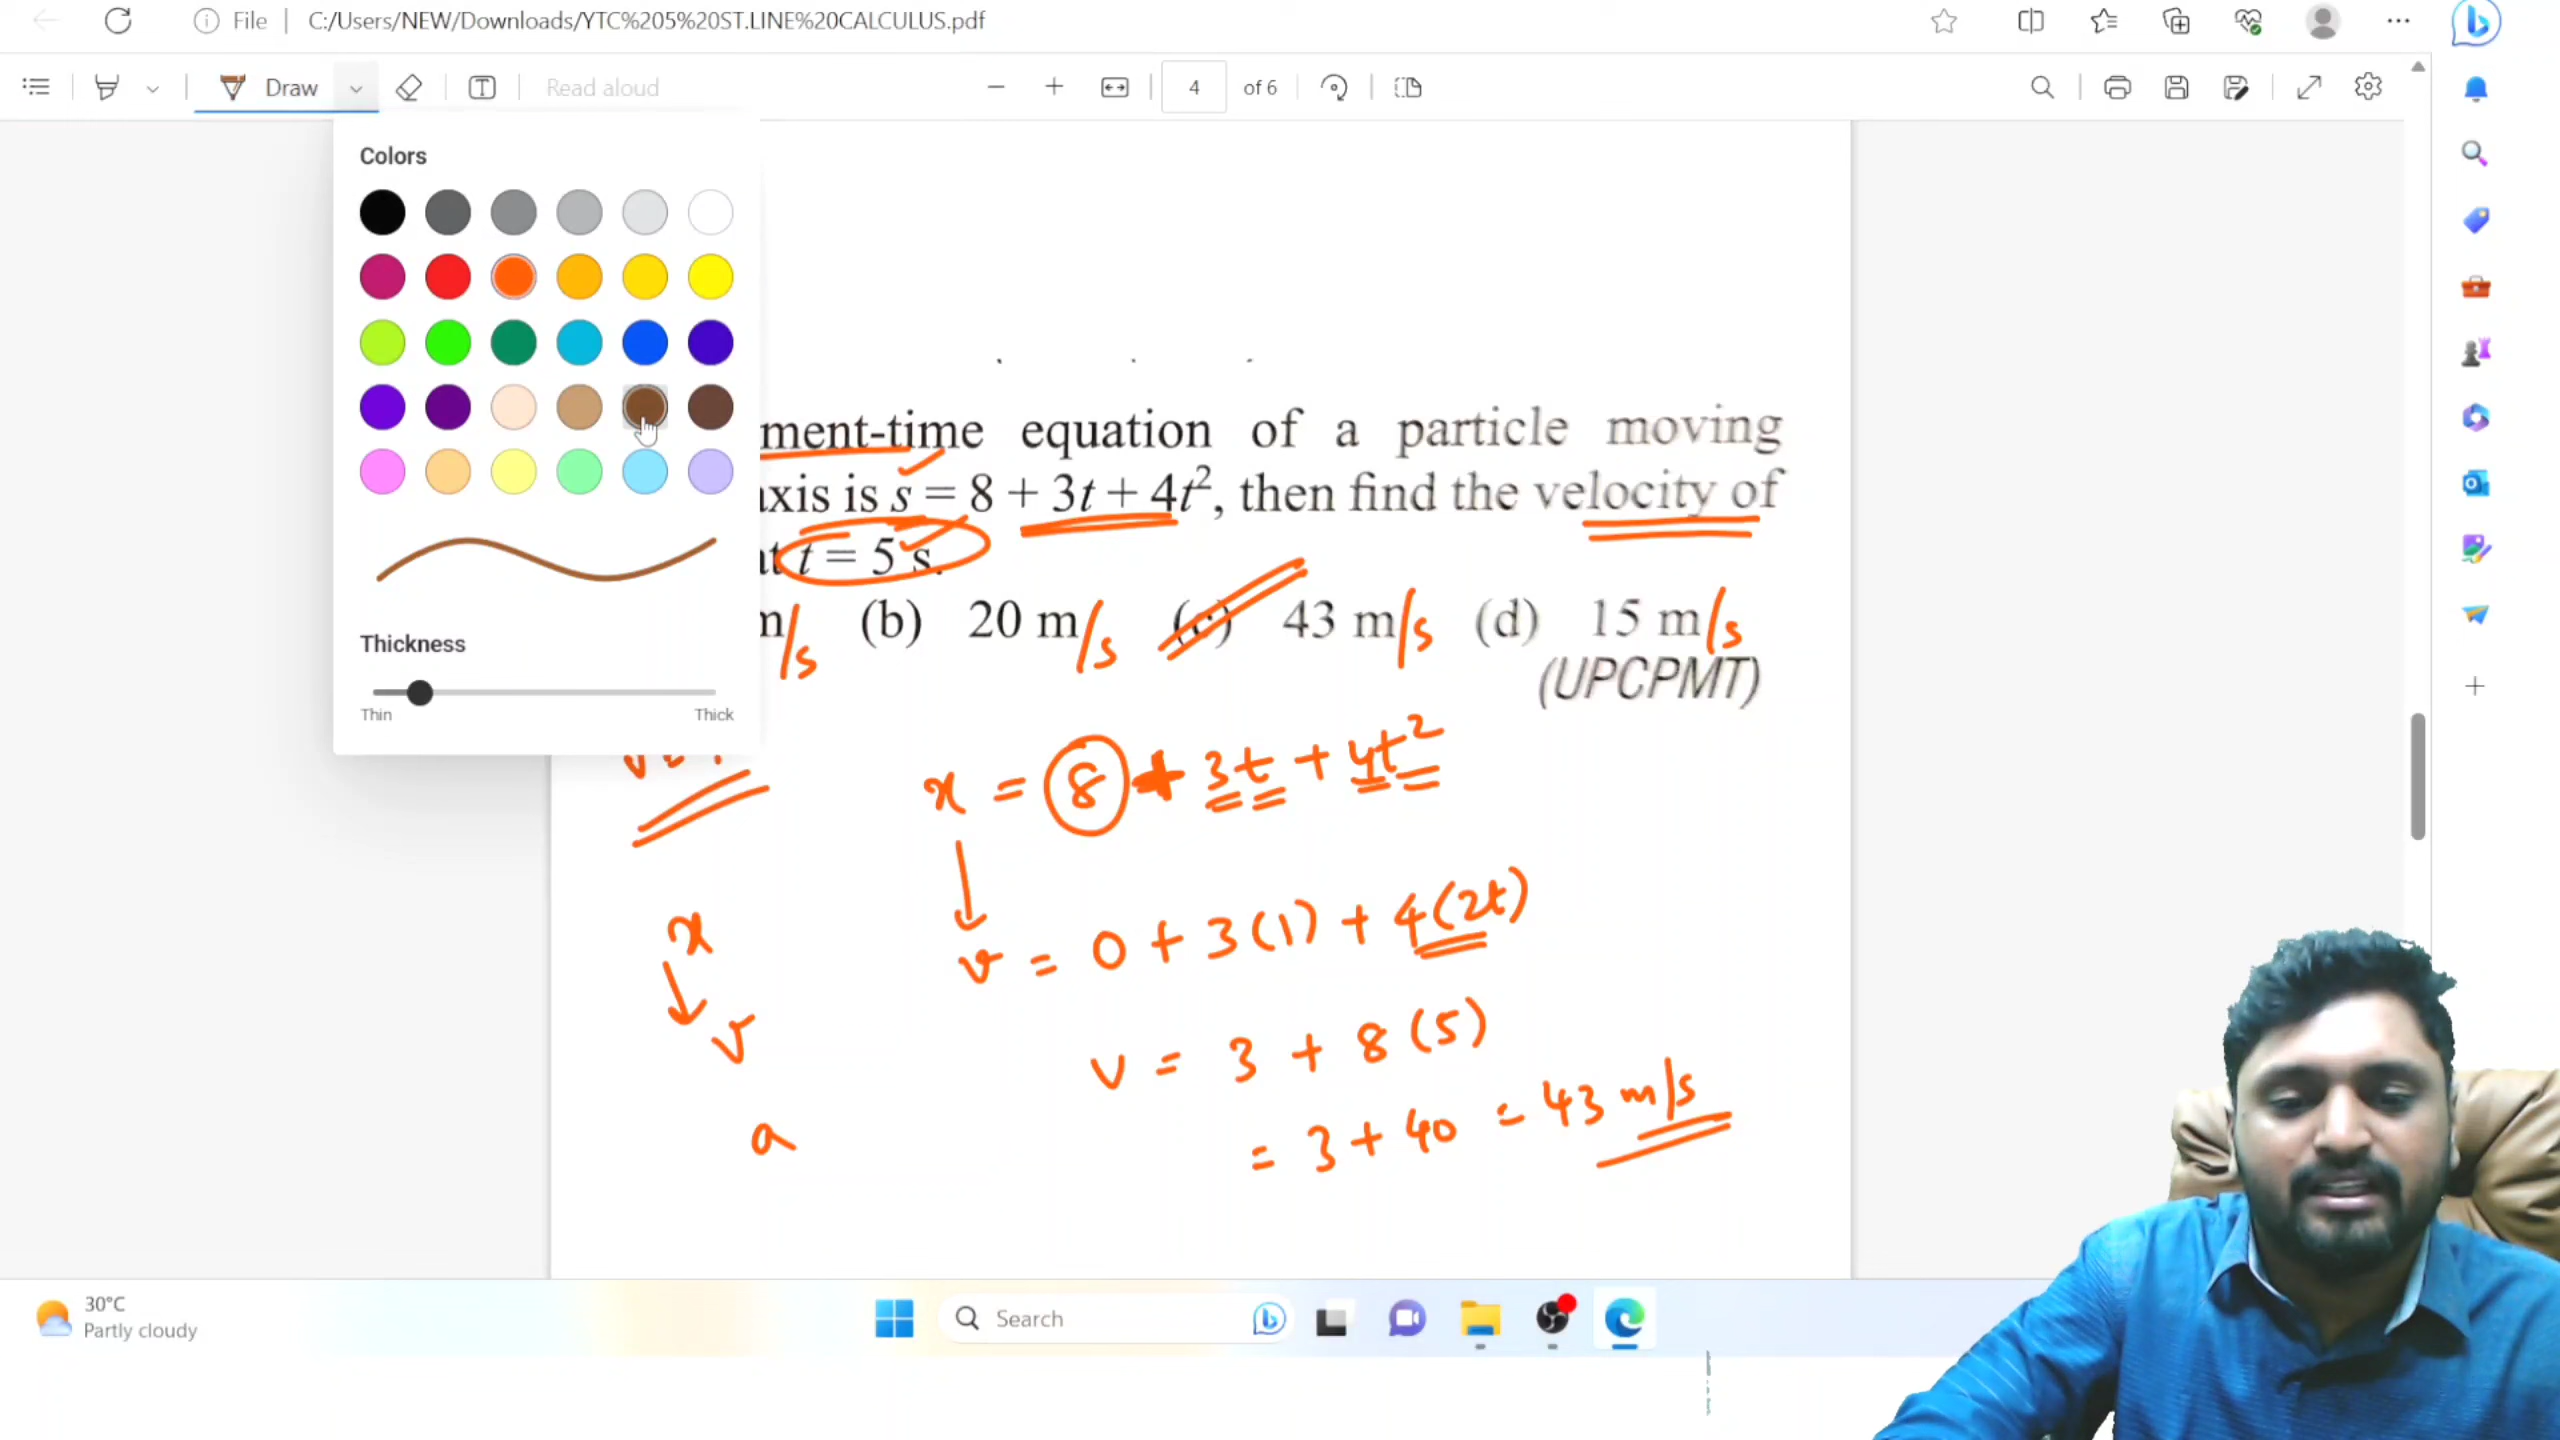 File | C:/Users/NEW/Downloads/YTC%205%20ST.LINE%20CALCULUS.pdf
Draw
Read aloud
4 of 6
Colors
Thickness
Thin Thick
ment-time equation of a particle moving
axis is s = 8 + 3t + 4t², then find the velocity of
at t = 5 s.
m/s (b) 20 m/s (c) 43 m/s (d) 15 m/s
(UPCPMT)
x = 8 + 3t + 4t²
v = 0 + 3(1) + 4(2t)
x
v
v = 3 + 8(5)
a
= 3 + 40 = 43 m/s
30°C
Partly cloudy
Search